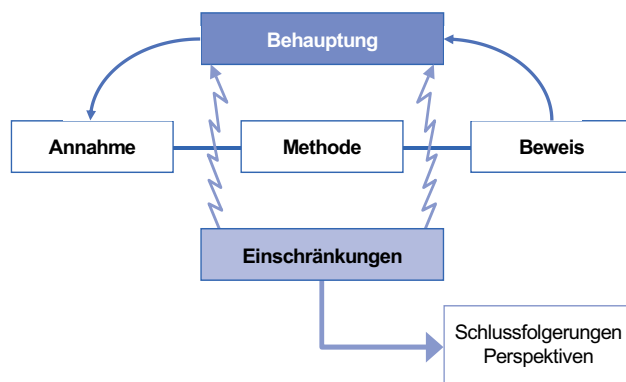 Behauptung
Annahme
Methode
Beweis
Einschränkungen
Schlussfolgerungen
Perspektiven